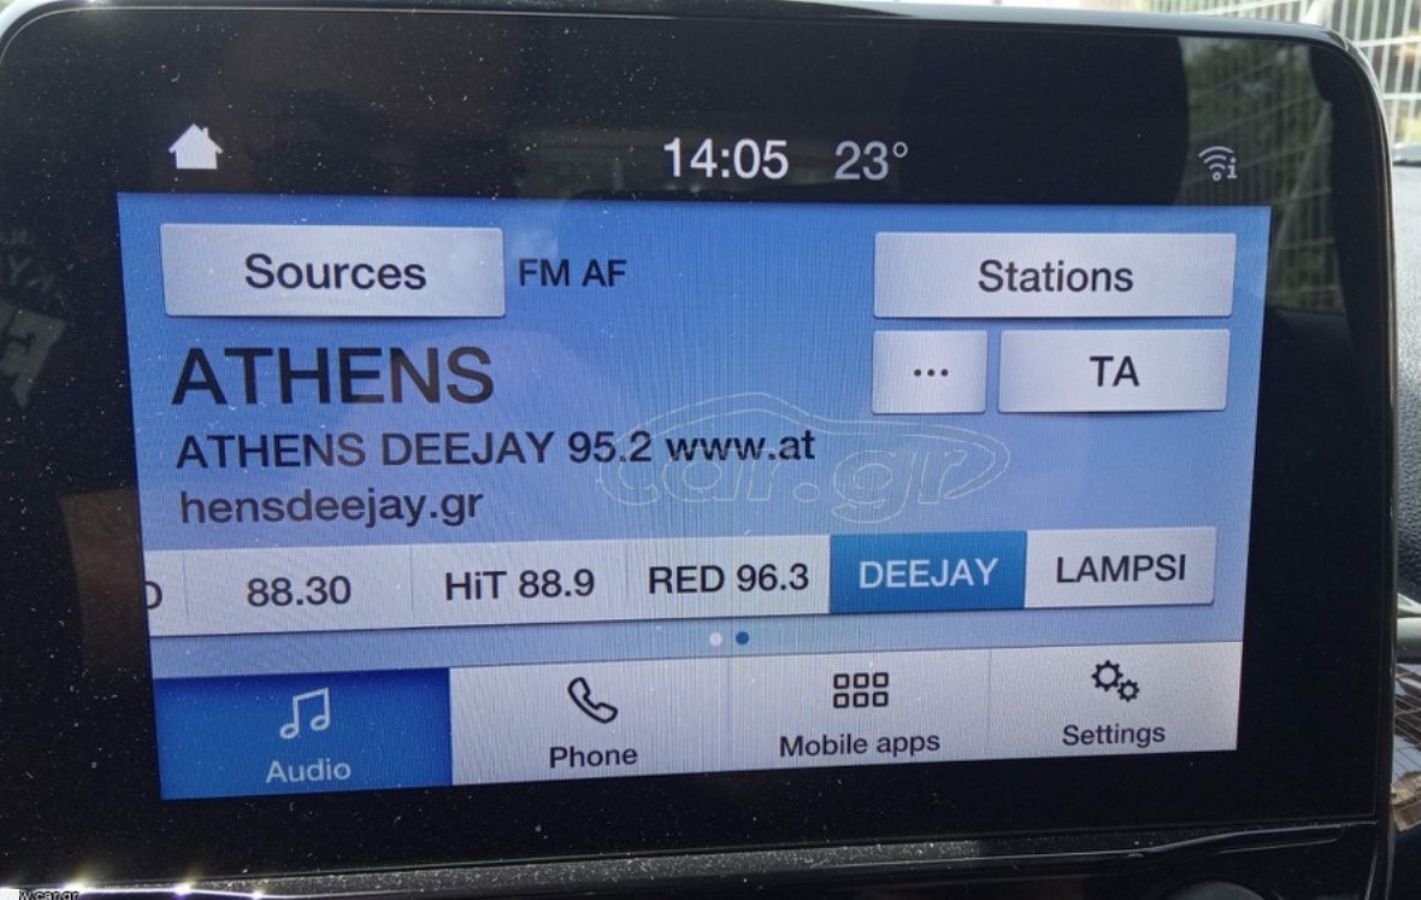 14:05 23°
Sources FM AF Stations
ATHENS ... TA
ATHENS DEEJAY 95.2 www.at
hensdeejay.gr
car.gr
88.30 HiT 88.9 RED 96.3 DEEJAY LAMPSI
Audio Phone Mobile apps Settings